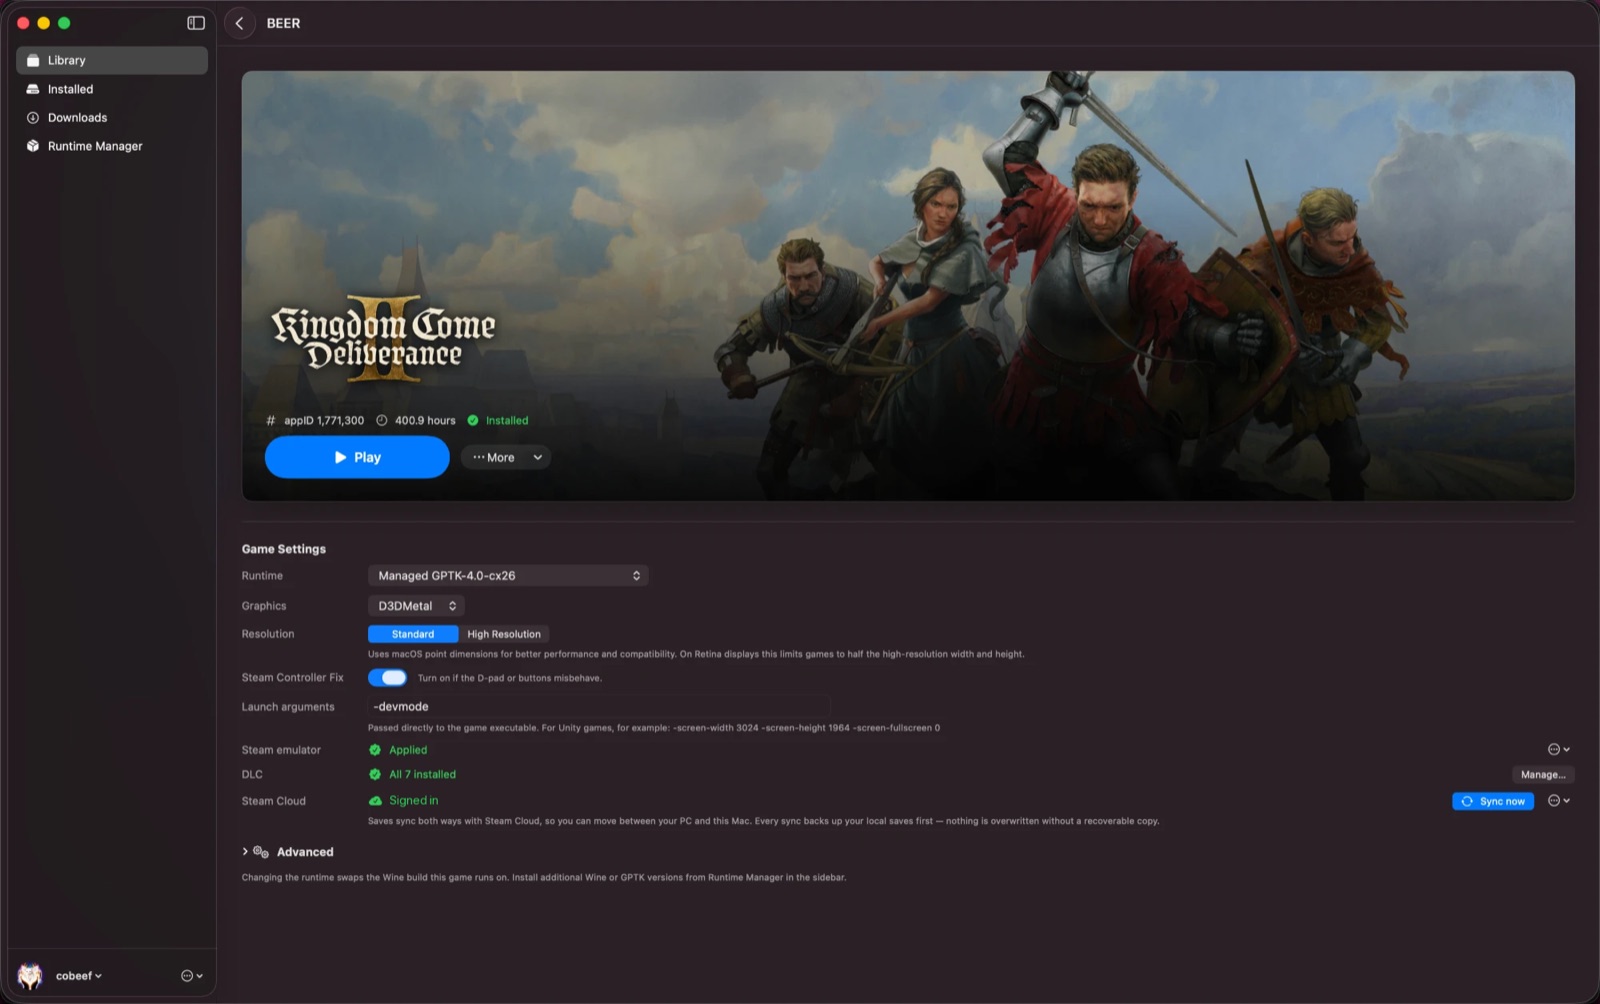 BEER
Library
Installed
Downloads
Runtime Manager
Kingdom Come
II
Deliverance
# appID 1,771,300 400.9 hours Installed
Play ··· More
Game Settings
Runtime Managed GPTK-4.0-cx26
Graphics D3DMetal
Resolution Standard High Resolution
Uses macOS point dimensions for better performance and compatibility. On Retina displays this limits games to half the high-resolution width and height.
Steam Controller Fix Turn on if the D-pad or buttons misbehave.
Launch arguments -devmode
Passed directly to the game executable. For Unity games, for example: -screen-width 3024 -screen-height 1964 -screen-fullscreen 0
Steam emulator Applied
DLC All 7 installed Manage...
Steam Cloud Signed in Sync now
Saves sync both ways with Steam Cloud, so you can move between your PC and this Mac. Every sync backs up your local saves first — nothing is overwritten without a recoverable copy.
Advanced
Changing the runtime swaps the Wine build this game runs on. Install additional Wine or GPTK versions from Runtime Manager in the sidebar.
cobeef